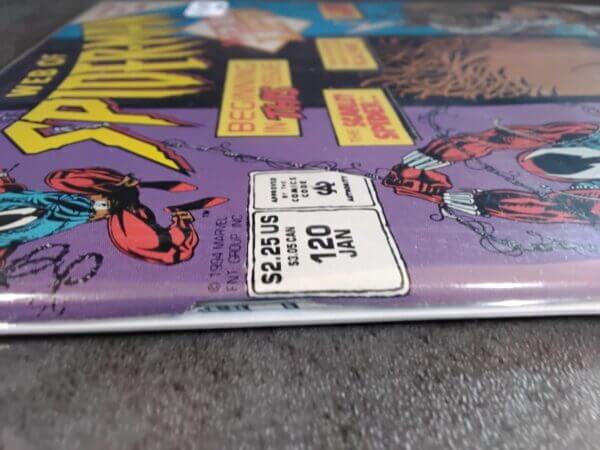 WEB OF
SPIDER-MAN
BEGINNING
IN THIS
ISSUE!
THE SCARLET
SPIDER!
APPROVED
BY THE
COMICS
CODE
AUTHORITY
$2.25 US
$3.05 CAN
120
JAN
™
© 1994 MARVEL
ENT. GROUP, INC.